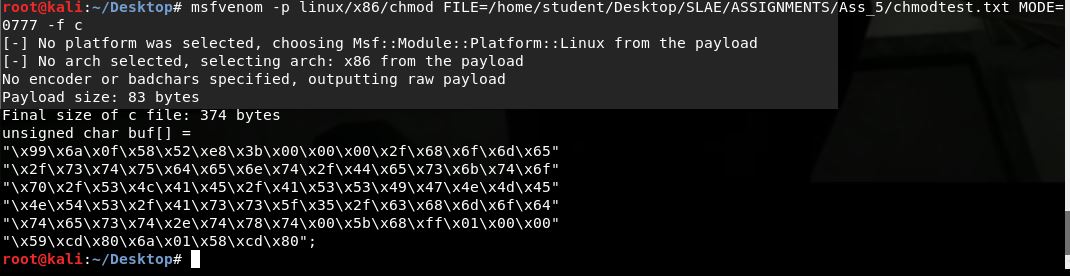 root@kali:~/Desktop# msfvenom -p linux/x86/chmod FILE=/home/student/Desktop/SLAE/ASSIGNMENTS/Ass_5/chmodtest.txt MODE=
0777 -f c
[-] No platform was selected, choosing Msf::Module::Platform::Linux from the payload
[-] No arch selected, selecting arch: x86 from the payload
No encoder or badchars specified, outputting raw payload
Payload size: 83 bytes
Final size of c file: 374 bytes
unsigned char buf[] =
"\x99\x6a\x0f\x58\x52\xe8\x3b\x00\x00\x00\x2f\x68\x6f\x6d\x65"
"\x2f\x73\x74\x75\x64\x65\x6e\x74\x2f\x44\x65\x73\x6b\x74\x6f"
"\x70\x2f\x53\x4c\x41\x45\x2f\x41\x53\x53\x49\x47\x4e\x4d\x45"
"\x4e\x54\x53\x2f\x41\x73\x73\x5f\x35\x2f\x63\x68\x6d\x6f\x64"
"\x74\x65\x73\x74\x2e\x74\x78\x74\x00\x5b\x68\xff\x01\x00\x00"
"\x59\xcd\x80\x6a\x01\x58\xcd\x80";
root@kali:~/Desktop#